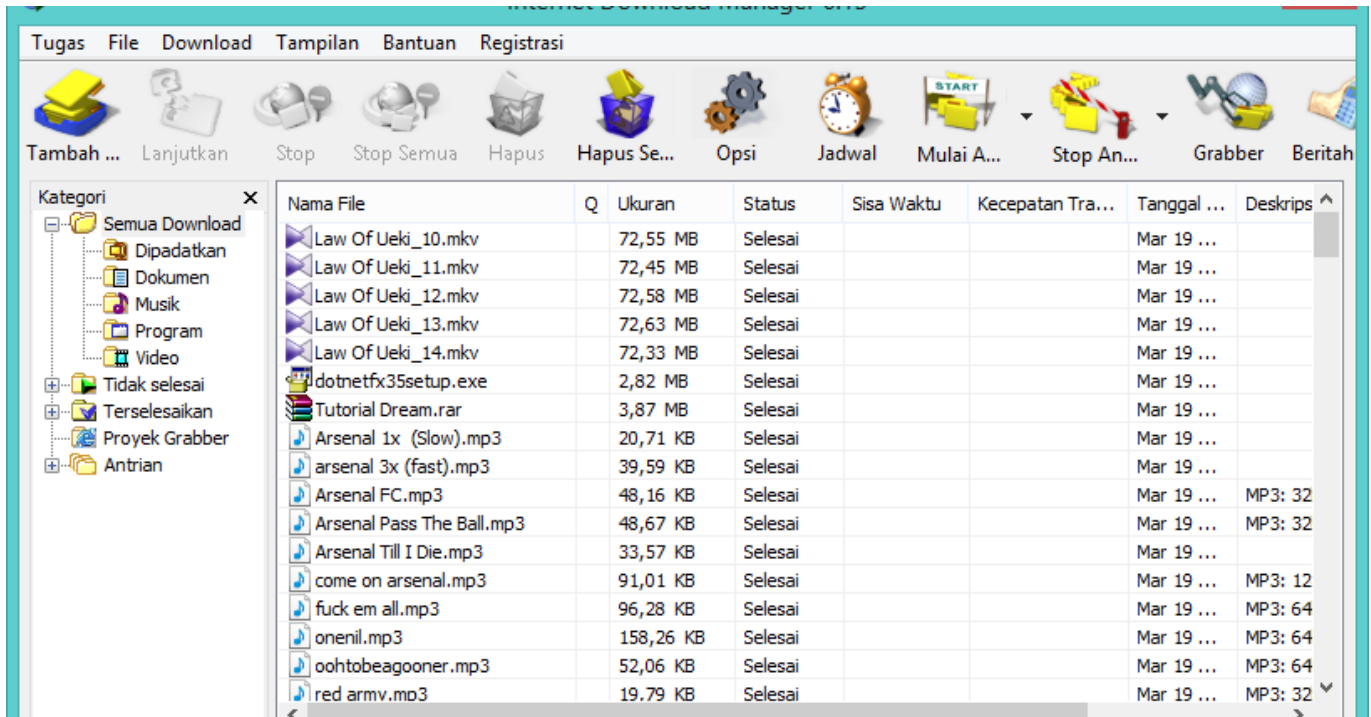 Internet Download Manager 6.15
Tugas File Download Tampilan Bantuan Registrasi
START
Tambah ... Lanjutkan Stop Stop Semua Hapus Hapus Se... Opsi Jadwal Mulai A... Stop An... Grabber Beritah
Kategori
Semua Download
Dipadatkan
Dokumen
Musik
Program
Video
Tidak selesai
Terselesaikan
Proyek Grabber
Antrian
Nama File Q Ukuran Status Sisa Waktu Kecepatan Tra... Tanggal ... Deskrips
Law Of Ueki_10.mkv 72,55 MB Selesai Mar 19 ...
Law Of Ueki_11.mkv 72,45 MB Selesai Mar 19 ...
Law Of Ueki_12.mkv 72,58 MB Selesai Mar 19 ...
Law Of Ueki_13.mkv 72,63 MB Selesai Mar 19 ...
Law Of Ueki_14.mkv 72,33 MB Selesai Mar 19 ...
dotnetfx35setup.exe 2,82 MB Selesai Mar 19 ...
Tutorial Dream.rar 3,87 MB Selesai Mar 19 ...
Arsenal 1x (Slow).mp3 20,71 KB Selesai Mar 19 ...
arsenal 3x (fast).mp3 39,59 KB Selesai Mar 19 ...
Arsenal FC.mp3 48,16 KB Selesai Mar 19 ... MP3: 32
Arsenal Pass The Ball.mp3 48,67 KB Selesai Mar 19 ... MP3: 32
Arsenal Till I Die.mp3 33,57 KB Selesai Mar 19 ...
come on arsenal.mp3 91,01 KB Selesai Mar 19 ... MP3: 12
fuck em all.mp3 96,28 KB Selesai Mar 19 ... MP3: 64
onenil.mp3 158,26 KB Selesai Mar 19 ... MP3: 64
oohtobeagooner.mp3 52,06 KB Selesai Mar 19 ... MP3: 64
red army.mp3 19,79 KB Selesai Mar 19 ... MP3: 32